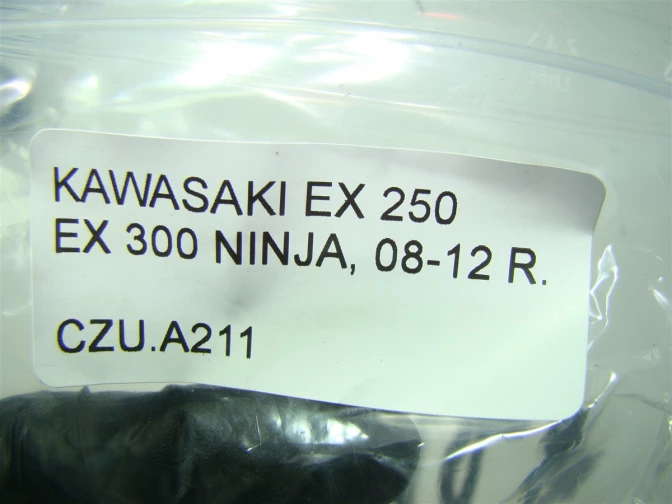 KAWASAKI EX 250
EX 300 NINJA, 08-12 R.
CZU.A211